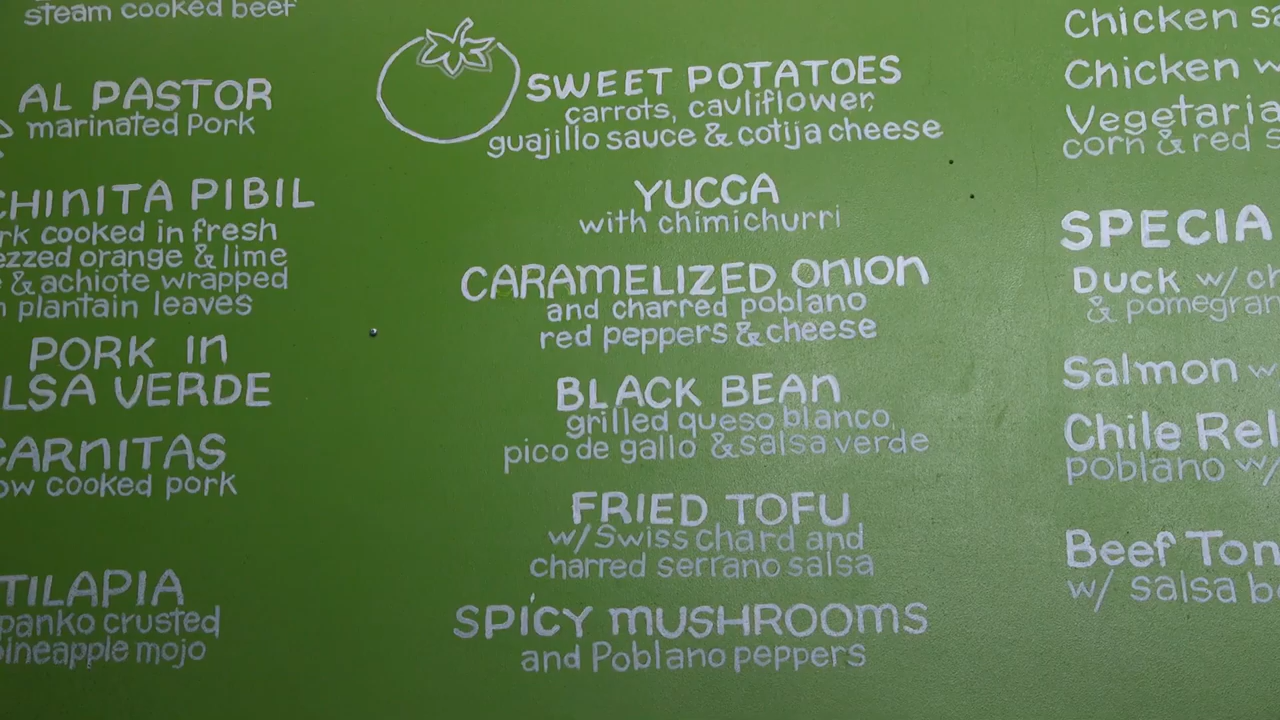 steam cooked beef
AL PASTOR
marinated Pork
CHINITA PIBIL
cooked in fresh
orange & lime
& achiote wrapped
plantain leaves
PORK in
VERDE
CARNITAS
cooked pork
TILAPIA
panko crusted
pineapple mojo
SWEET POTATOES
carrots, cauliflower,
guajillo sauce & cotija cheese
YUCCA
with chimichurri
CARAMELIZED ONION
and charred poblano
red peppers & cheese
BLACK BEAN
grilled queso blanco,
pico de gallo & salsa verde
FRIED TOFU
w/ Swiss chard and
charred serrano salsa
SPICY MUSHROOMS
and Poblano peppers
Chicken
Chicken
corn & red
DUCK w/
&
Salmon
Chile
poblano w/
Beef
w/ salsa